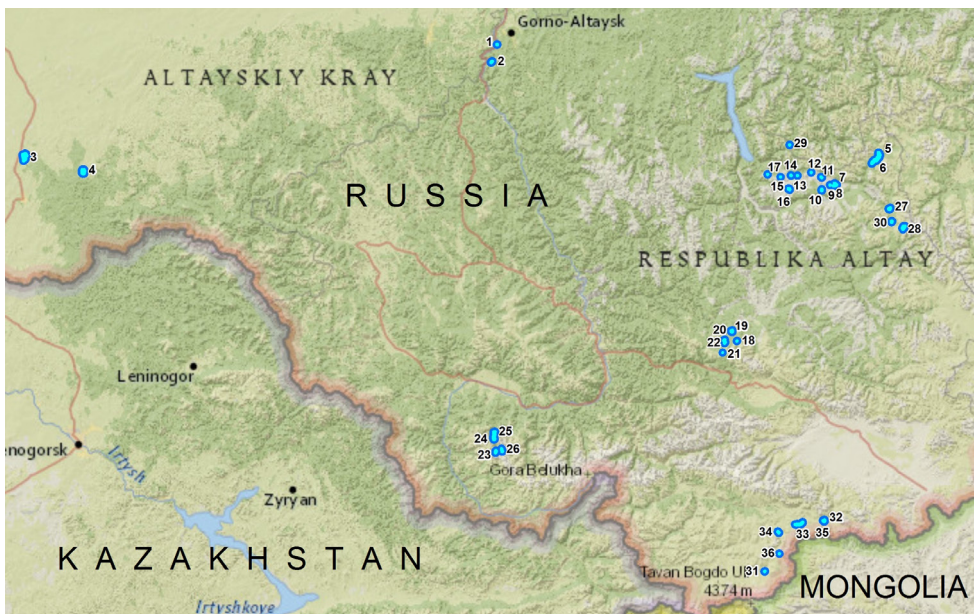 Gorno-Altaysk
1
2
ALTAYSKIY KRAY
3
4
29
5
6
17
14
12
11
7
15
13
16
10
9
8
RUSSIA
27
30
28
RESPUBLIKA ALTAY
20
19
22
18
21
Leninogor
25
24
23
26
enogorsk
Irtysh
Gora Belukha
Zyryan
32
34
33
35
36
KAZAKHSTAN
31
Tavan Bogdo Ul
4374 m
MONGOLIA
Irtyshkoye